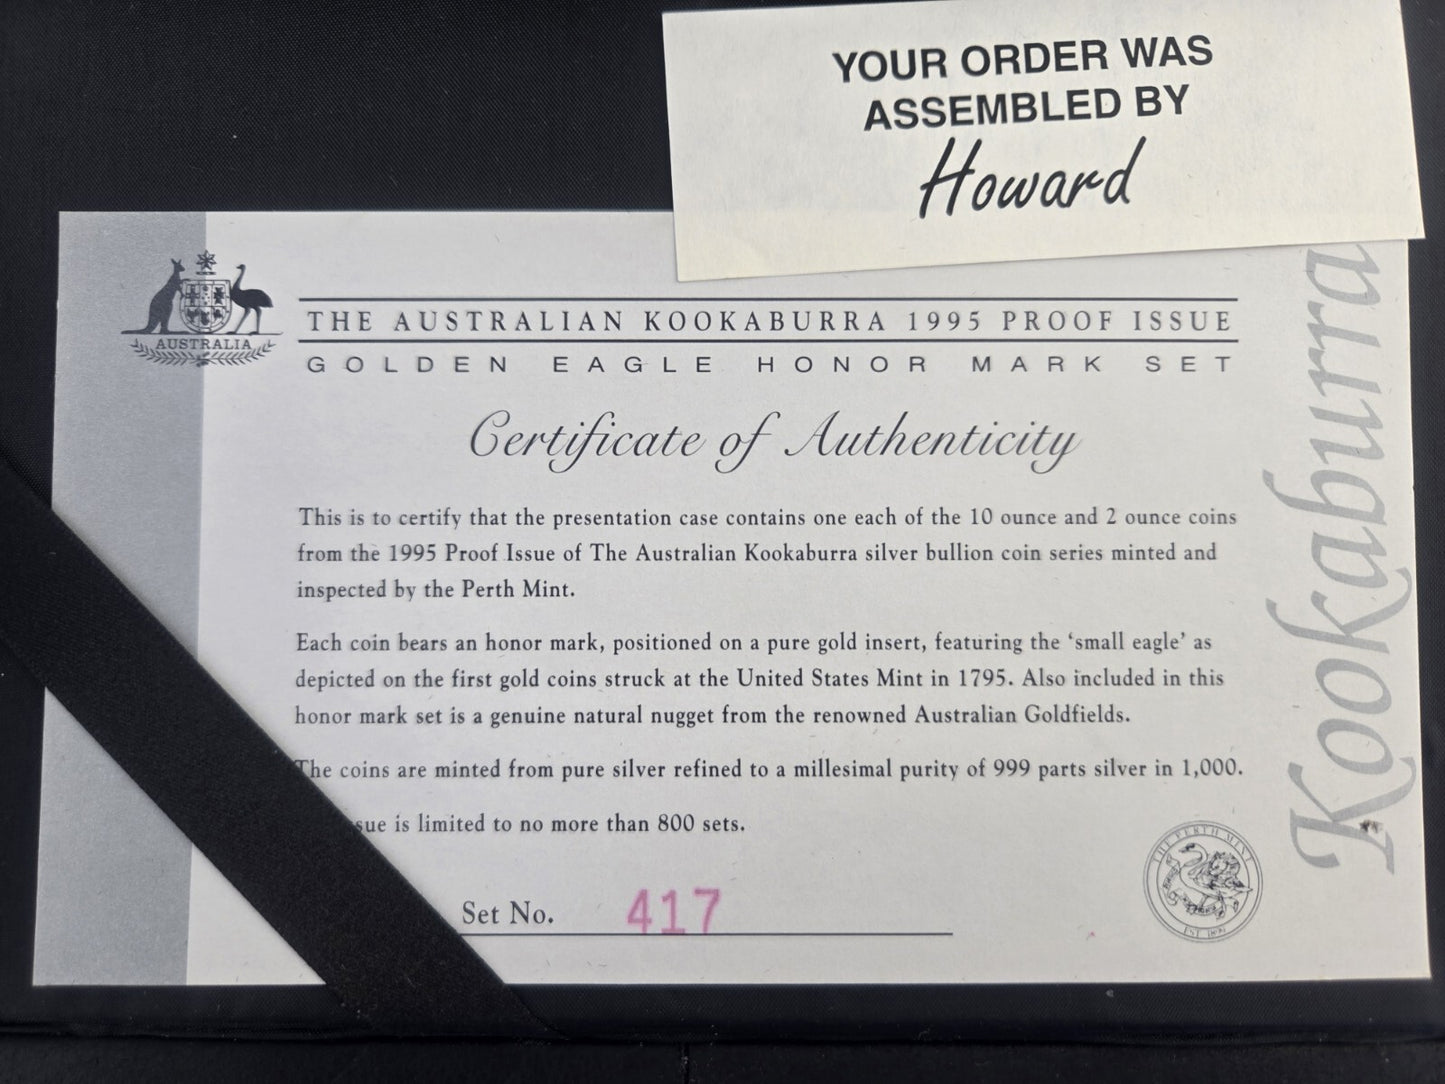 YOUR ORDER WAS
ASSEMBLED BY
Howard
AUSTRALIA
THE AUSTRALIAN KOOKABURRA 1995 PROOF ISSUE
GOLDEN EAGLE HONOR MARK SET
Certificate of Authenticity
This is to certify that the presentation case contains one each of the 10 ounce and 2 ounce coins
from the 1995 Proof Issue of The Australian Kookaburra silver bullion coin series minted and
inspected by the Perth Mint.
Each coin bears an honor mark, positioned on a pure gold insert, featuring the ‘small eagle’ as
depicted on the first gold coins struck at the United States Mint in 1795. Also included in this
honor mark set is a genuine natural nugget from the renowned Australian Goldfields.
The coins are minted from pure silver refined to a millesimal purity of 999 parts silver in 1,000.
sue is limited to no more than 800 sets.
Set No. 417
THE PERTH MINT
EST 1899
Kookaburra